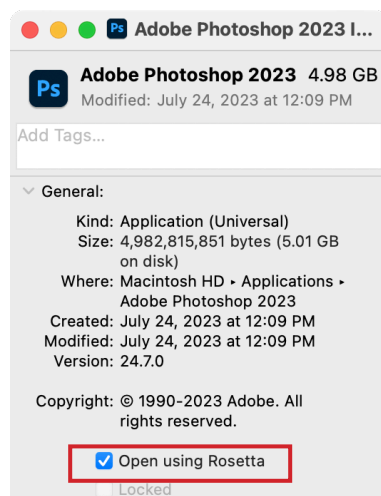 Ps Adobe Photoshop 2023 I...
Ps
Adobe Photoshop 2023 4.98 GB
Modified: July 24, 2023 at 12:09 PM
Add Tags...
General:
Kind: Application (Universal)
Size: 4,982,815,851 bytes (5.01 GB
on disk)
Where: Macintosh HD ▸ Applications ▸
Adobe Photoshop 2023
Created: July 24, 2023 at 12:09 PM
Modified: July 24, 2023 at 12:09 PM
Version: 24.7.0
Copyright: © 1990-2023 Adobe. All
rights reserved.
Open using Rosetta
Locked